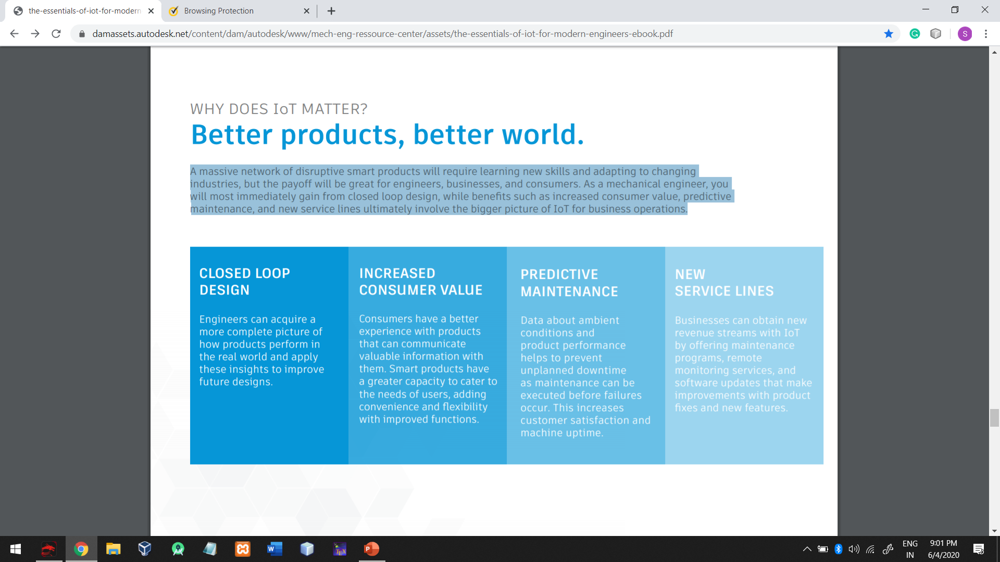 the-essentials-of-iot-for-modern
Browsing Protection
damassets.autodesk.net/content/dam/autodesk/www/mech-eng-ressource-center/assets/the-essentials-of-iot-for-modern-engineers-ebook.pdf
S
WHY DOES IoT MATTER?
Better products, better world.
A massive network of disruptive smart products will require learning new skills and adapting to changing
industries, but the payoff will be great for engineers, businesses, and consumers. As a mechanical engineer, you
will most immediately gain from closed loop design, while benefits such as increased consumer value, predictive
maintenance, and new service lines ultimately involve the bigger picture of IoT for business operations.
CLOSED LOOP
DESIGN
Engineers can acquire a
more complete picture of
how products perform in
the real world and apply
these insights to improve
future designs.
INCREASED
CONSUMER VALUE
Consumers have a better
experience with products
that can communicate
valuable information with
them. Smart products have
a greater capacity to cater to
the needs of users, adding
convenience and flexibility
with improved functions.
PREDICTIVE
MAINTENANCE
Data about ambient
conditions and
product performance
helps to prevent
unplanned downtime
as maintenance can be
executed before failures
occur. This increases
customer satisfaction and
machine uptime.
NEW
SERVICE LINES
Businesses can obtain new
revenue streams with IoT
by offering maintenance
programs, remote
monitoring services, and
software updates that make
improvements with product
fixes and new features.
W
TEX
P
ENG
IN
9:01 PM
6/4/2020